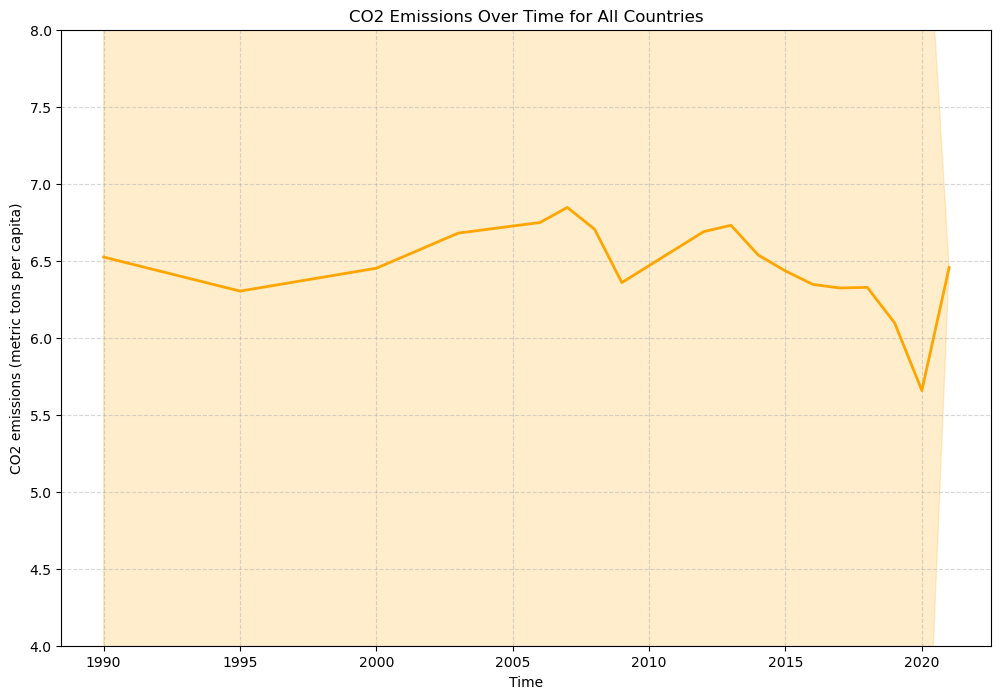 CO2 Emissions Over Time for All Countries
CO2 emissions (metric tons per capita)
8.0
7.5
7.0
6.5
6.0
5.5
5.0
4.5
4.0
1990 1995 2000 2005 2010 2015 2020
Time